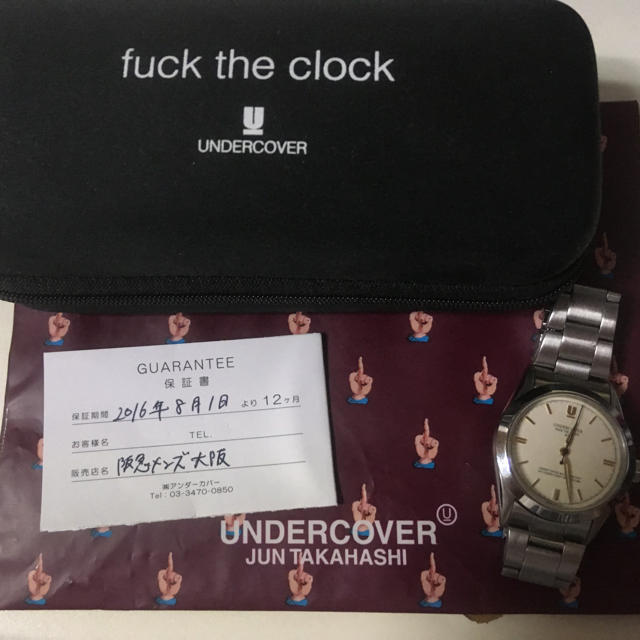 fuck the clock
U
UNDERCOVER
GUARANTEE
保証書
保証期間 2016年8月1日 より12ヶ月
お客様名 TEL.
販売店名 阪急メンズ大阪
㈱アンダーカバー
Tel : 03-3470-0850
UNDERCOVER U
JUN TAKAHASHI
U
UNDERCOVER